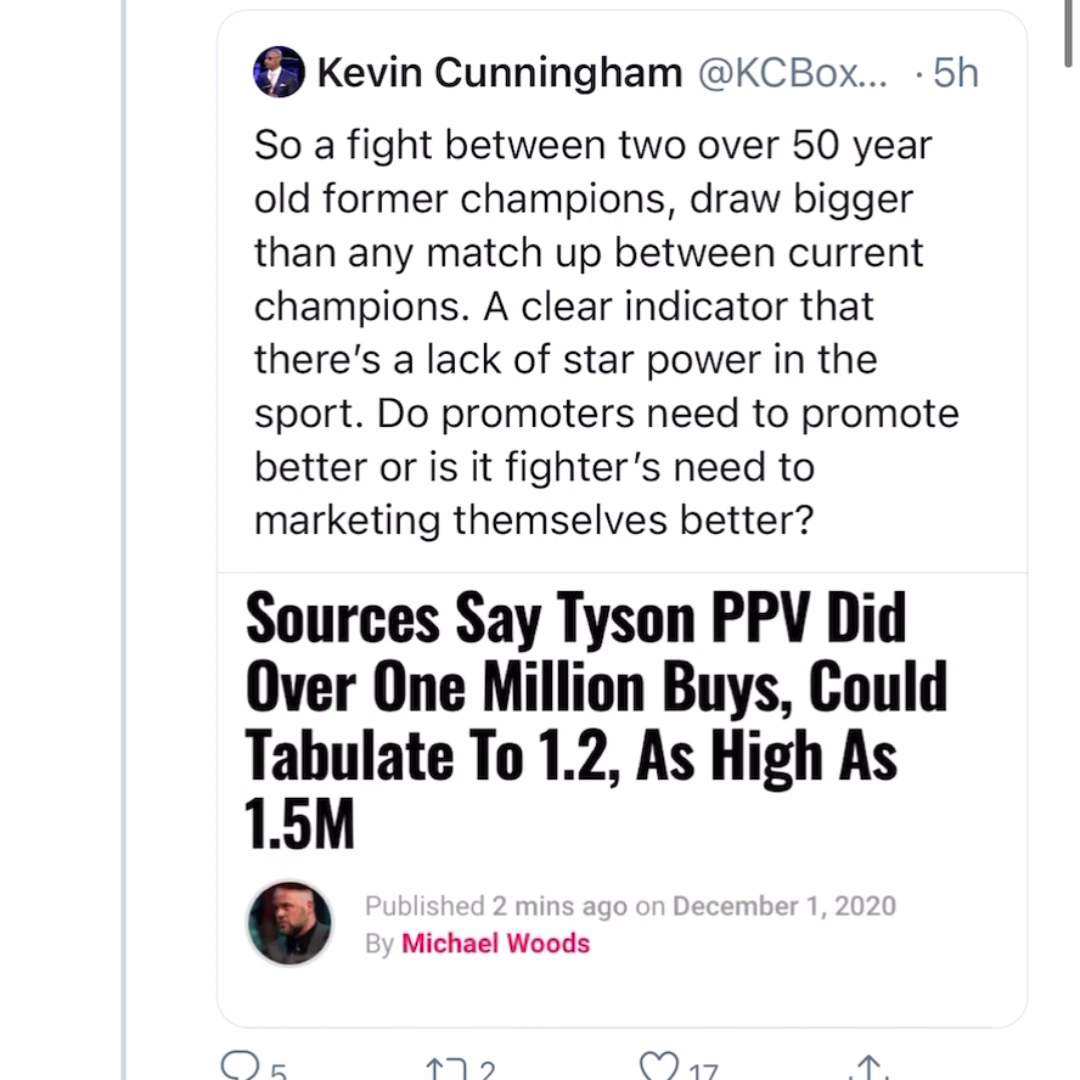 Kevin Cunningham @KCBox... · 5h
So a fight between two over 50 year
old former champions, draw bigger
than any match up between current
champions. A clear indicator that
there's a lack of star power in the
sport. Do promoters need to promote
better or is it fighter's need to
marketing themselves better?
Sources Say Tyson PPV Did
Over One Million Buys, Could
Tabulate To 1.2, As High As
1.5M
Published 2 mins ago on December 1, 2020
By Michael Woods
5 2 17